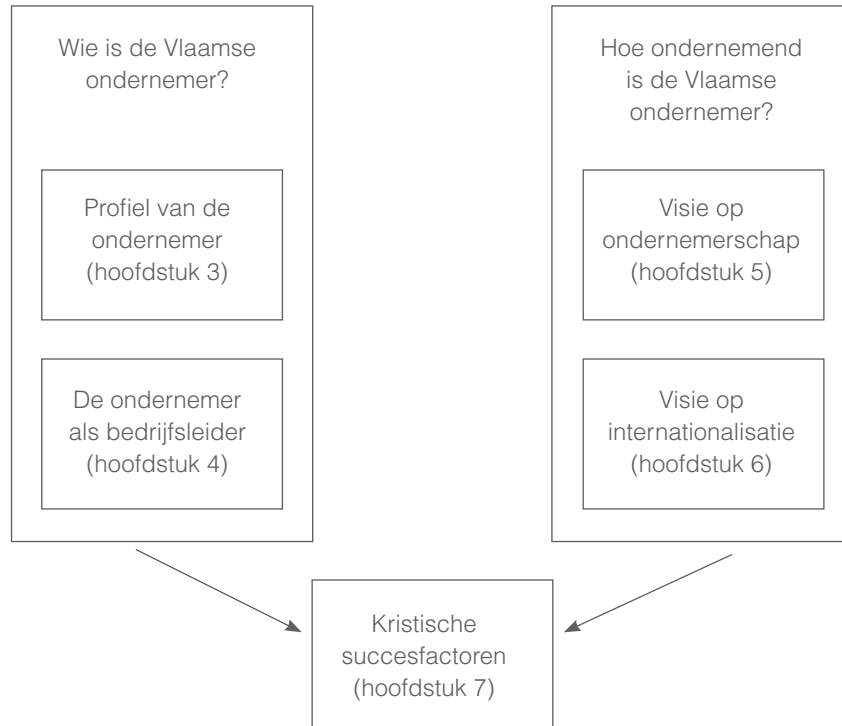 Wie is de Vlaamse
ondernemer?
Profiel van de
ondernemer
(hoofdstuk 3)
De ondernemer
als bedrijfsleider
(hoofdstuk 4)
Hoe ondernemend
is de Vlaamse
ondernemer?
Visie op
ondernemerschap
(hoofdstuk 5)
Visie op
internationalisatie
(hoofdstuk 6)
Kristische
succesfactoren
(hoofdstuk 7)